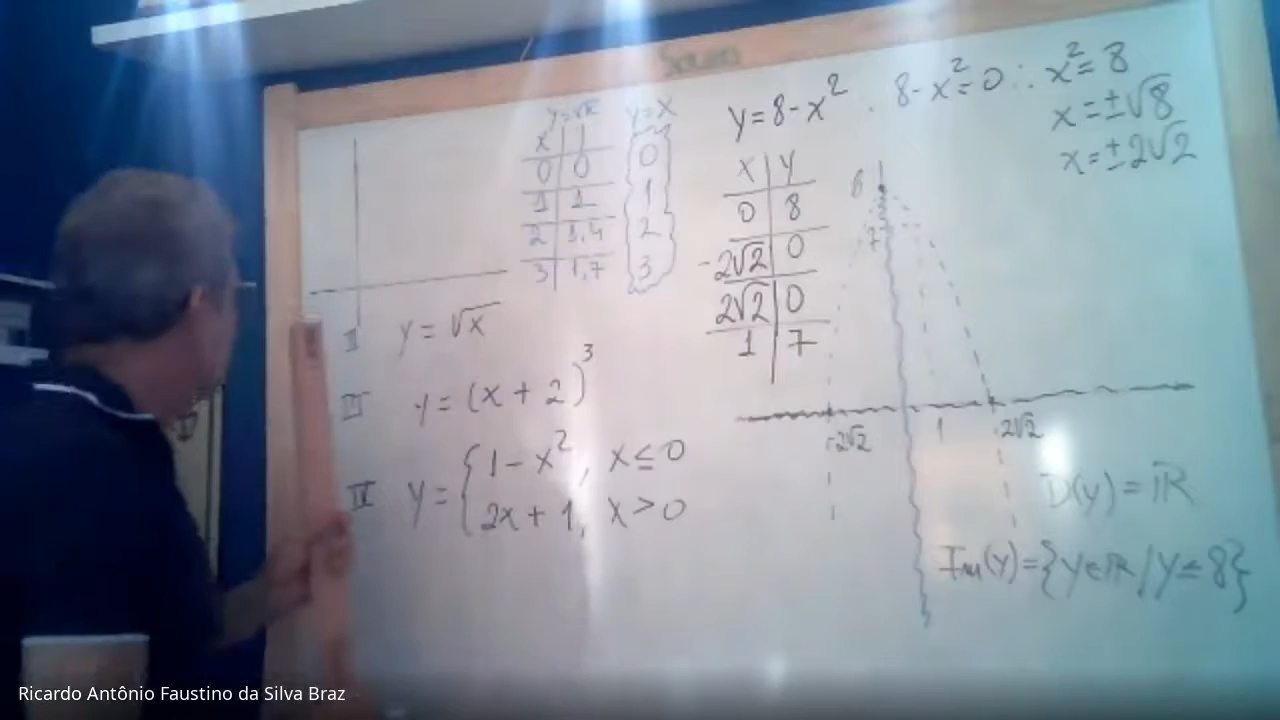 y=√x y=x
x
0 0 0
1 1 1
2 1,4 2
3 1,7 3
II y = √x
III y = (x + 2)³
IV y = { 1 - x², x ≤ 0
2x + 1, x > 0
y = 8 - x² . 8 - x² = 0 ∴ x² = 8
x = ±√8
x = ±2√2
x y
0 8
-2√2 0
2√2 0
1 7
8
7
-2√2 1 2√2
D(y) = IR
Im(y) = {y ∈ IR / y ≤ 8}
Ricardo Antônio Faustino da Silva Braz